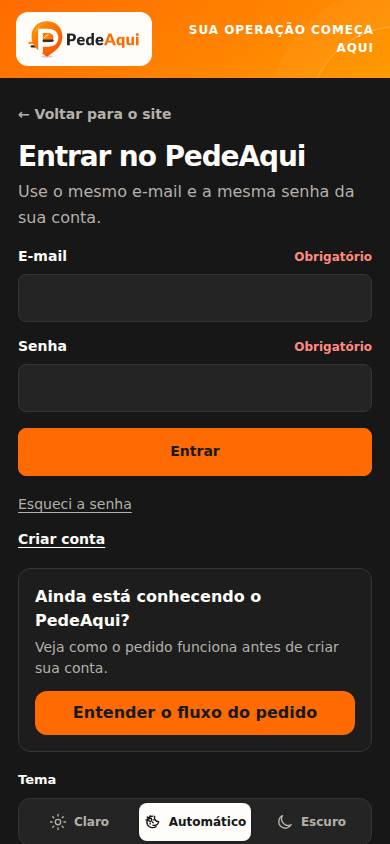 PedeAqui
SUA OPERAÇÃO COMEÇA
AQUI
← Voltar para o site
Entrar no PedeAqui
Use o mesmo e-mail e a mesma senha da
sua conta.
E-mail Obrigatório
Senha Obrigatório
Entrar
Esqueci a senha
Criar conta
Ainda está conhecendo o
PedeAqui?
Veja como o pedido funciona antes de criar
sua conta.
Entender o fluxo do pedido
Tema
Claro Automático Escuro